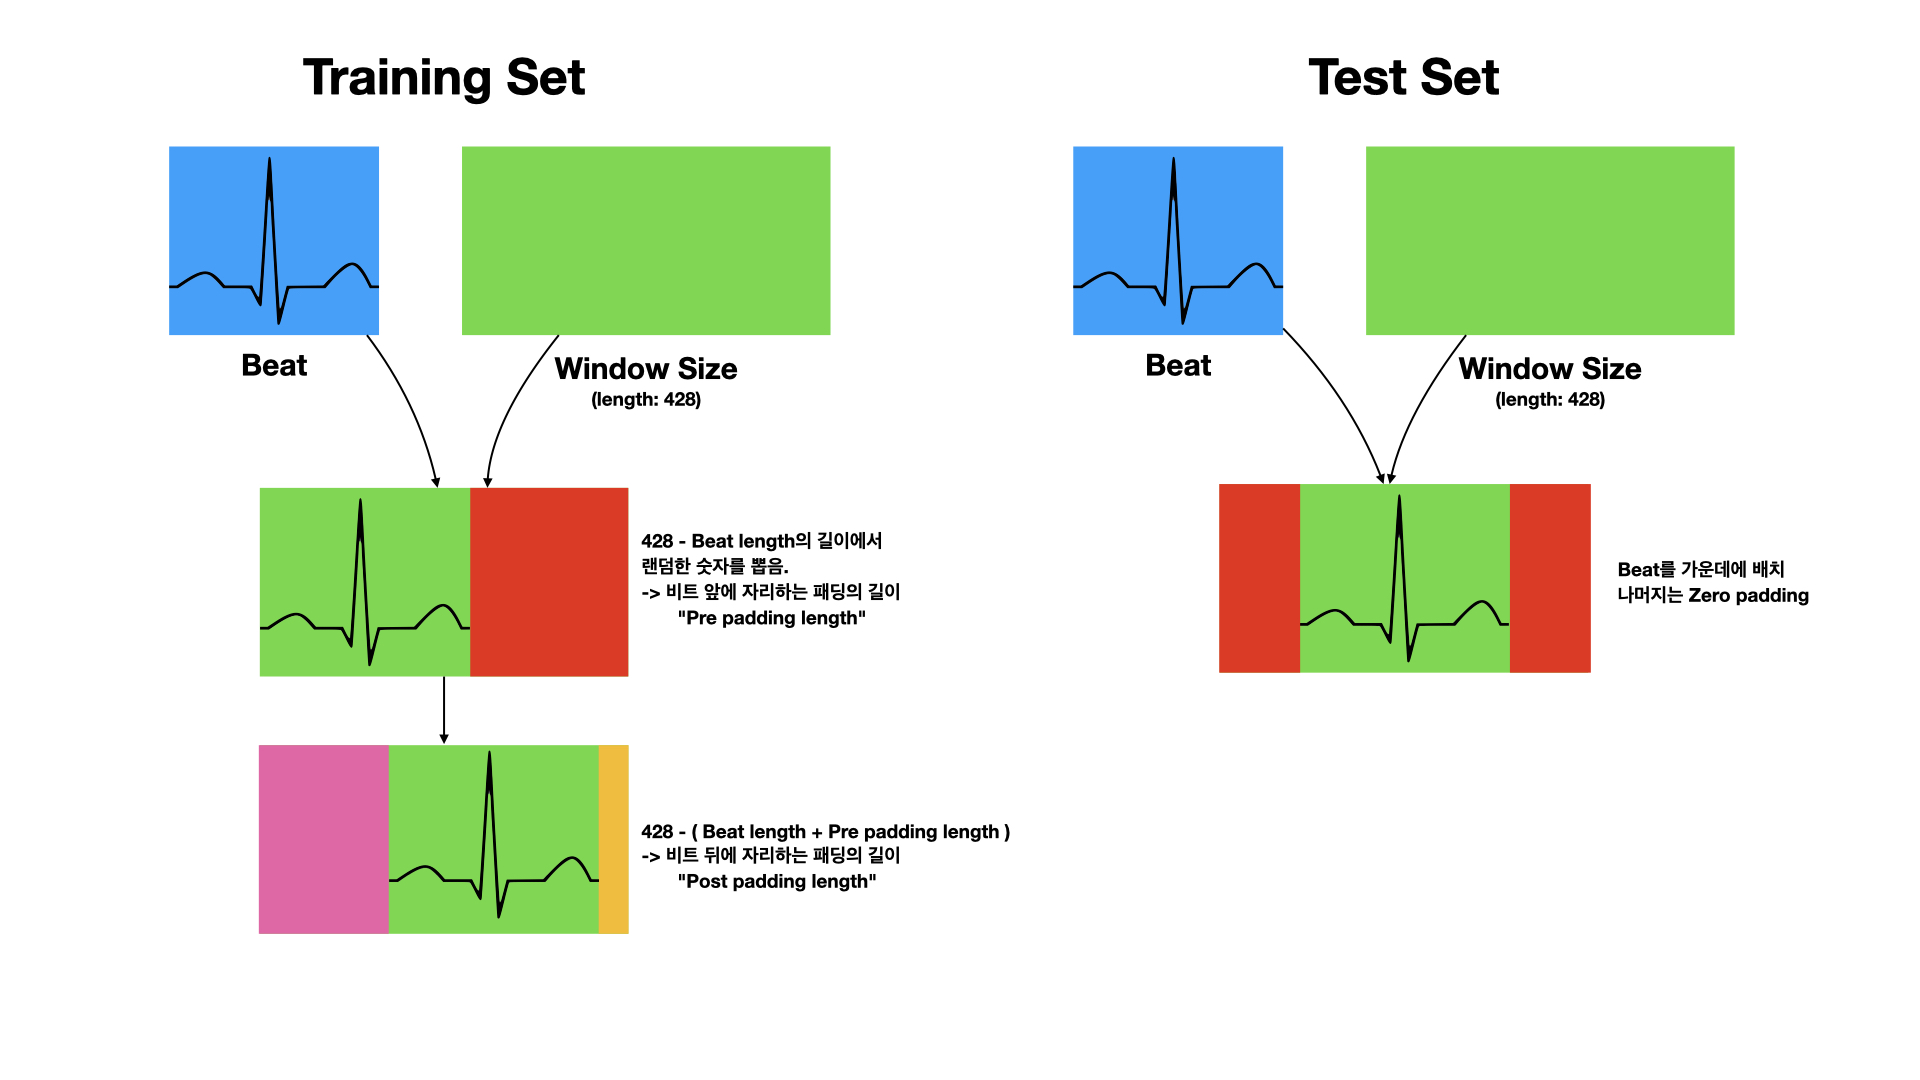 Training Set
Beat
Window Size
(length: 428)
428 - Beat length의 길이에서
랜덤한 숫자를 뽑음.
-> 비트 앞에 자리하는 패딩의 길이
"Pre padding length"
428 - ( Beat length + Pre padding length )
-> 비트 뒤에 자리하는 패딩의 길이
"Post padding length"
Test Set
Beat
Window Size
(length: 428)
Beat를 가운데에 배치
나머지는 Zero padding